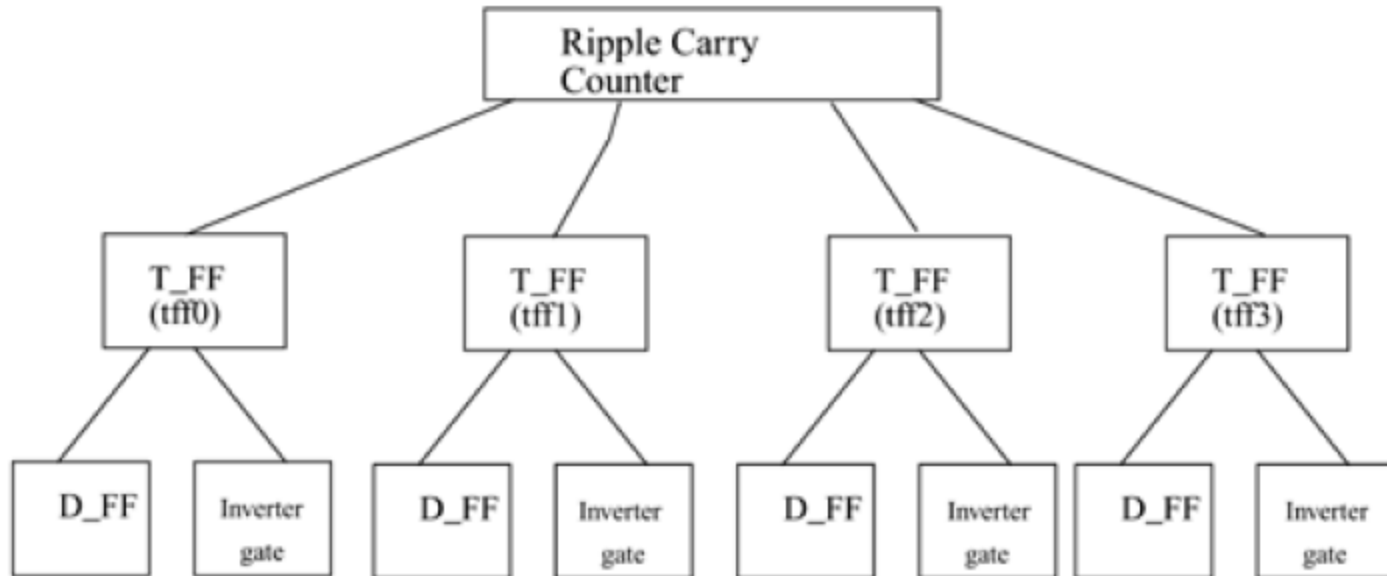 Ripple Carry
Counter
T_FF
(tff0)
T_FF
(tff1)
T_FF
(tff2)
T_FF
(tff3)
D_FF
Inverter
gate
D_FF
Inverter
gate
D_FF
Inverter
gate
D_FF
Inverter
gate